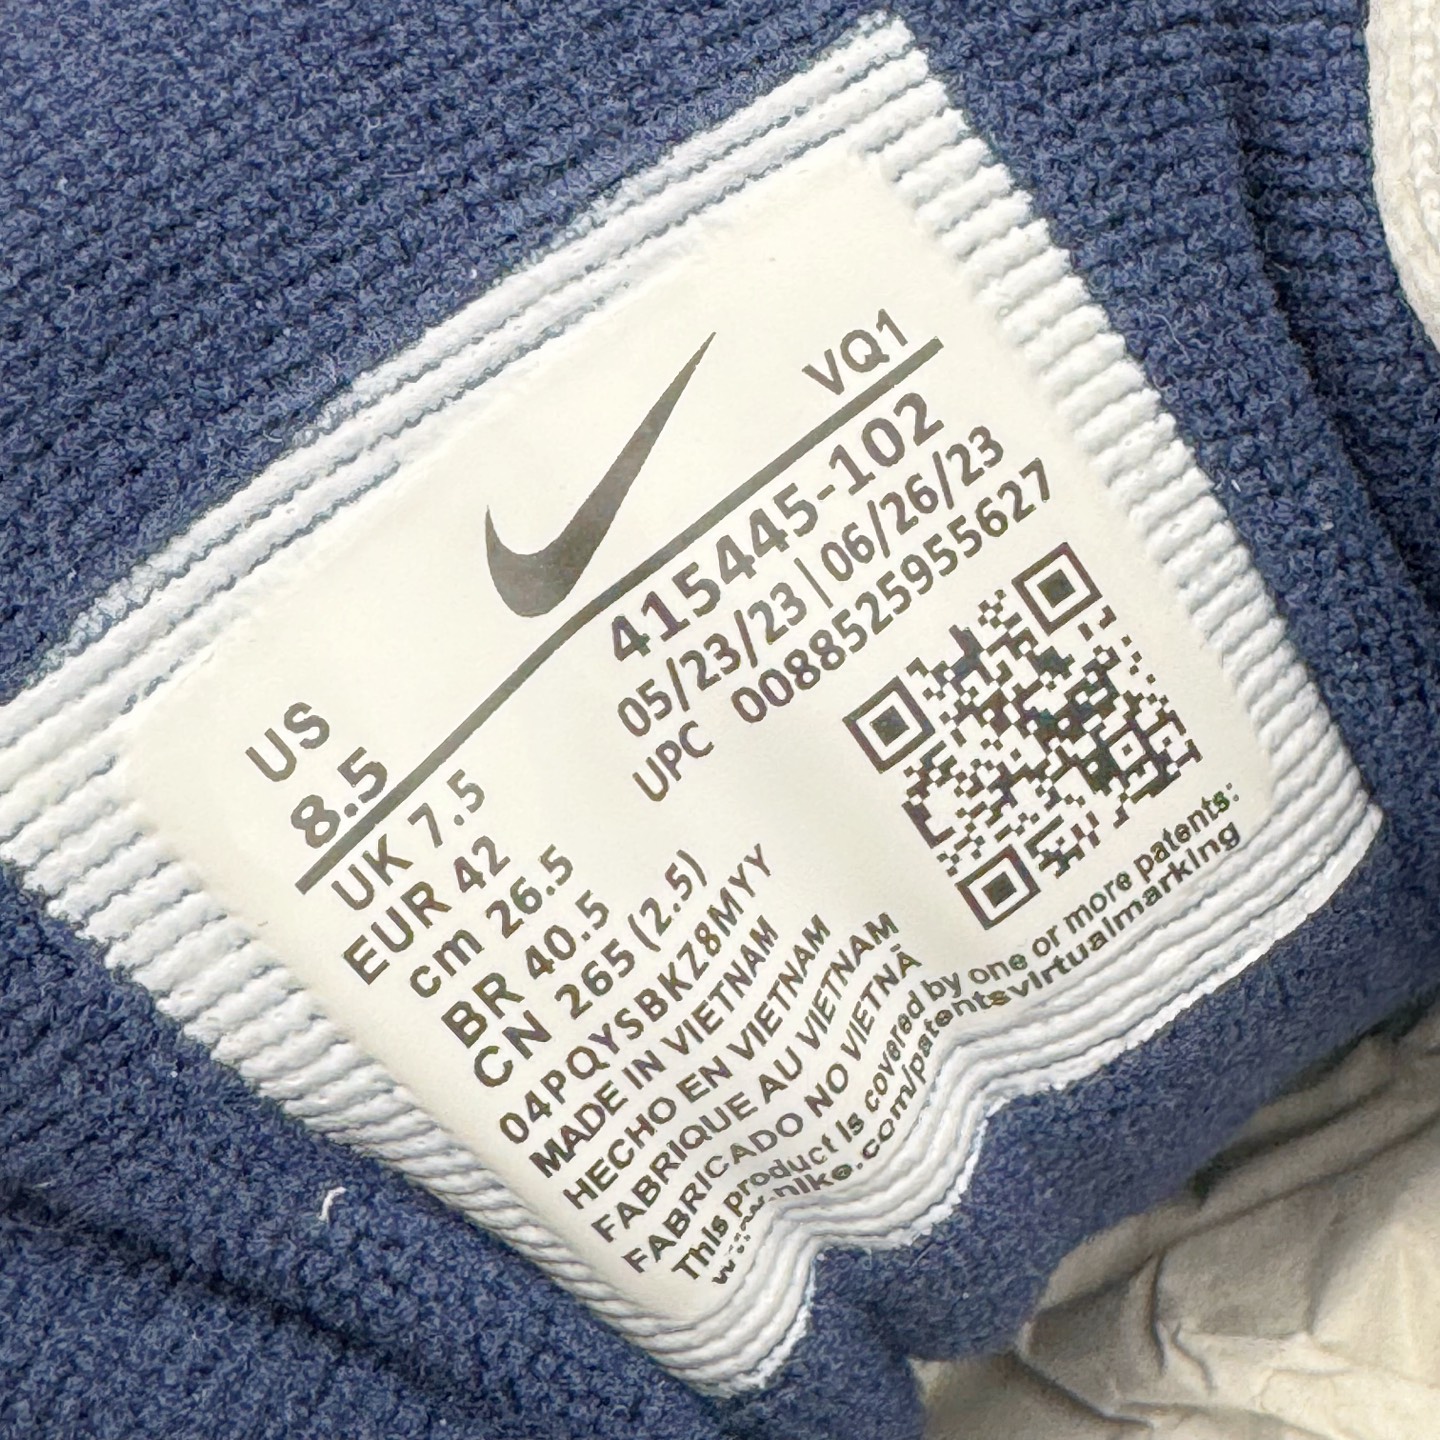 VQ1
US
8.5
UK 7.5
EUR 42
cm 26.5
BR 40.5
CN 265 (2.5)
415445-102
05/23/23 | 06/26/23
UPC 00885259595627
04PQYSBKZ8MYY
MADE IN VIETNAM
HECHO EN VIETNAM
FABRIQUE AU VIETNAM
FABRICADO NO VIETNÃ
This product is covered by one or more patents:
www.nike.com/patentsvirtualmarking